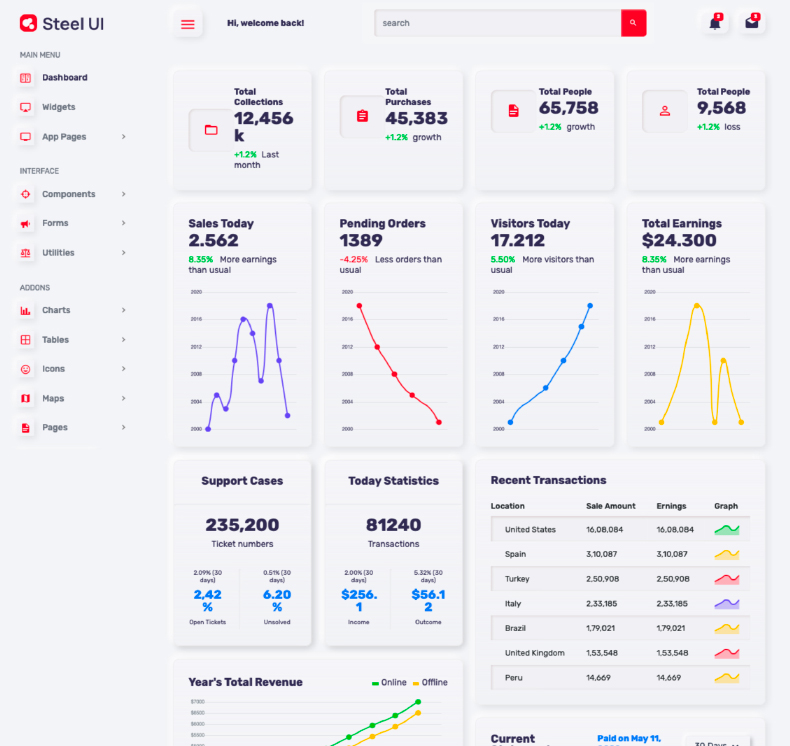 Steel UI
Hi, welcome back!
search
3
5
MAIN MENU
Dashboard
Widgets
App Pages
INTERFACE
Components
Forms
Utilities
ADDONS
Charts
Tables
Icons
Maps
Pages
Total
Collections
12,456
k
+1.2% Last
month
Total
Purchases
45,383
+1.2% growth
Total People
65,758
+1.2% growth
Total People
9,568
+1.2% loss
Sales Today
2.562
8.35% More earnings
than usual
2020
2016
2012
2008
2004
2000
Pending Orders
1389
-4.25% Less orders than
usual
2020
2016
2012
2008
2004
2000
Visitors Today
17.212
5.50% More visitors than
usual
2020
2016
2012
2008
2004
2000
Total Earnings
$24.300
8.35% More earnings
than usual
2020
2016
2012
2008
2004
2000
Support Cases
235,200
Ticket numbers
2.09% (30
days)
2,42
%
Open Tickets
0.51% (30
days)
6.20
%
Unsolved
Today Statistics
81240
Transactions
2.00% (30
days)
$256.
1
Income
5.32% (30
days)
$56.1
2
Outcome
Recent Transactions
Location Sale Amount Ernings Graph
United States 16,08,084 16,08,084
Spain 3,10,087 3,10,087
Turkey 2,50,908 2,50,908
Italy 2,33,185 2,33,185
Brazil 1,79,021 1,79,021
United Kingdom 1,53,548 1,53,548
Peru 14,669 14,669
Year's Total Revenue
Online Offline
$7000
$6500
$6000
$5500
Current
Paid on May 11,
30 Days